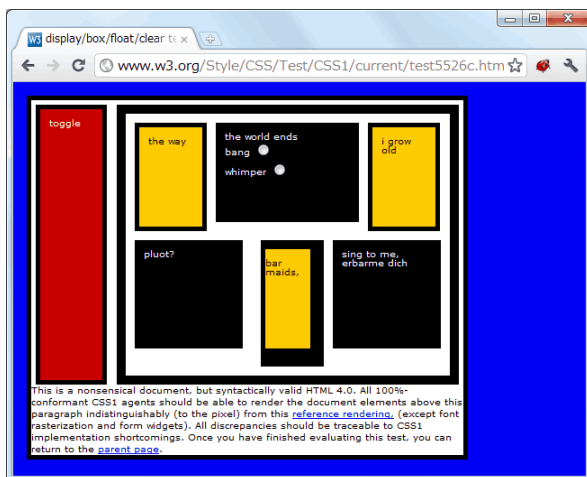 W3 display/box/float/clear te
www.w3.org/Style/CSS/Test/CSS1/current/test5526c.htm
toggle
the way
the world ends
bang
whimper
i grow
old
pluot?
bar
maids,
sing to me,
erbarme dich
This is a nonsensical document, but syntactically valid HTML 4.0. All 100%-
conformant CSS1 agents should be able to render the document elements above this
paragraph indistinguishably (to the pixel) from this reference rendering, (except font
rasterization and form widgets). All discrepancies should be traceable to CSS1
implementation shortcomings. Once you have finished evaluating this test, you can
return to the parent page.